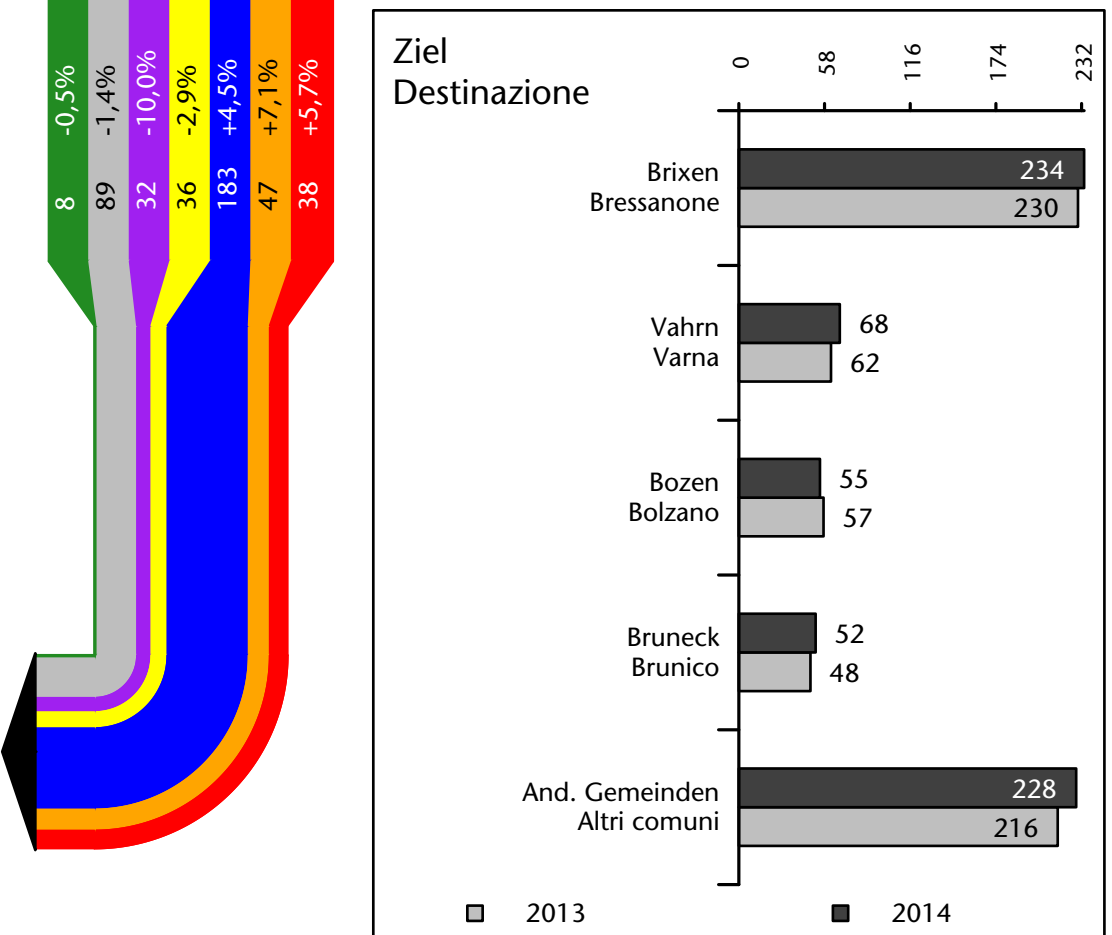 8 -0,5%
89 -1,4%
32 -10,0%
36 -2,9%
183 +4,5%
47 +7,1%
38 +5,7%
Ziel
Destinazione
0 58 116 174 232
Brixen
Bressanone
234
230
Vahrn
Varna
68
62
Bozen
Bolzano
55
57
Bruneck
Brunico
52
48
And. Gemeinden
Altri comuni
228
216
2013 2014